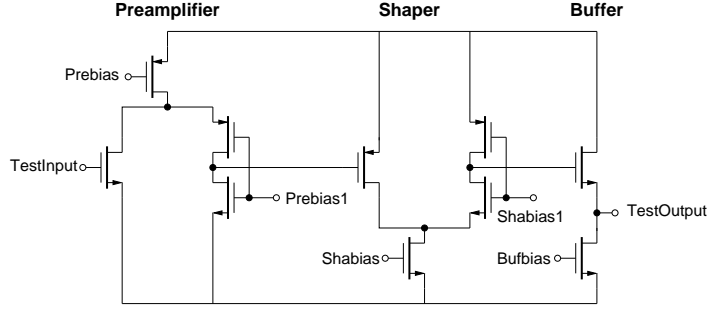 Preamplifier Shaper Buffer
Prebias
TestInput
Prebias1
Shabias1
TestOutput
Shabias
Bufbias